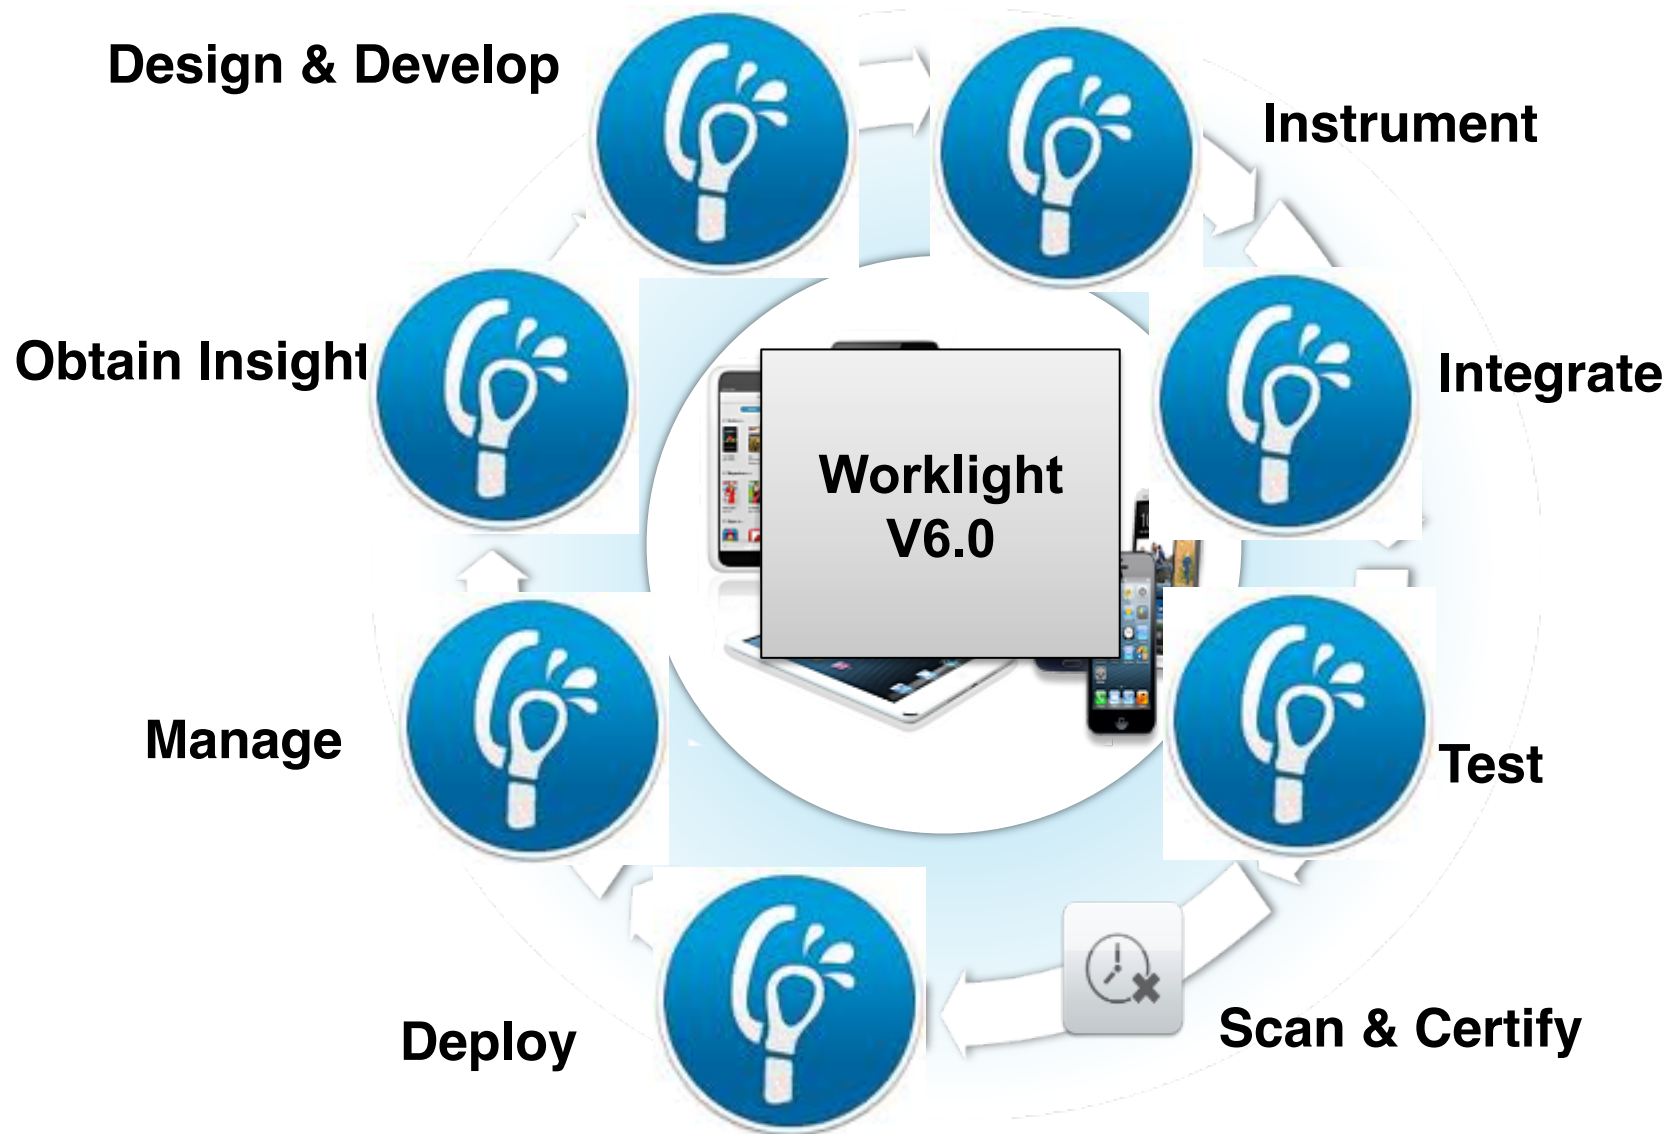 Design & Develop
Instrument
Obtain Insight
Integrate
Worklight
V6.0
Manage
Test
Scan & Certify
Deploy